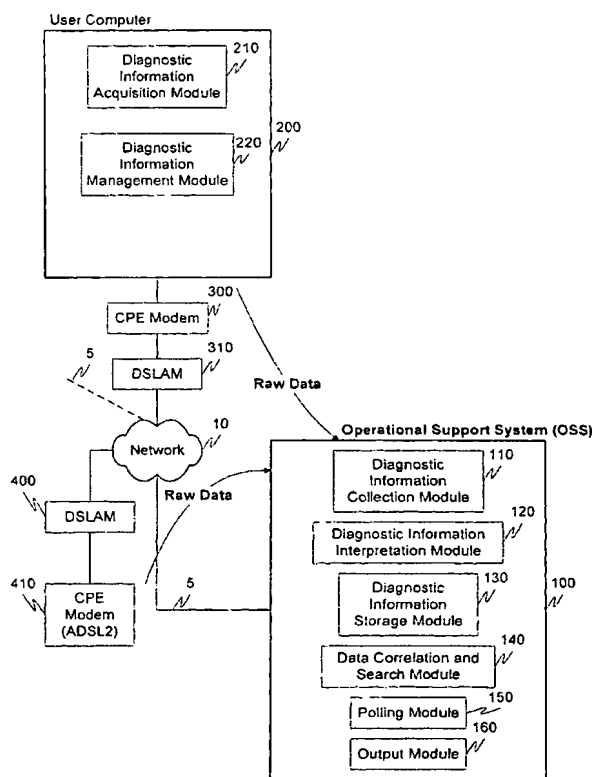 User Computer
210
Diagnostic
Information
Acquisition Module
220
Diagnostic
Information
Management Module
200
300
CPE Modem
310
DSLAM
5
Raw Data
Network
10
Operational Support System (OSS)
Raw Data
110
Diagnostic
Information
Collection Module
400
DSLAM
120
Diagnostic Information
Interpretation Module
410
CPE
Modem
(ADSL2)
5
130
Diagnostic
Information
Storage Module
100
140
Data Correlation and
Search Module
150
Polling Module
160
Output Module